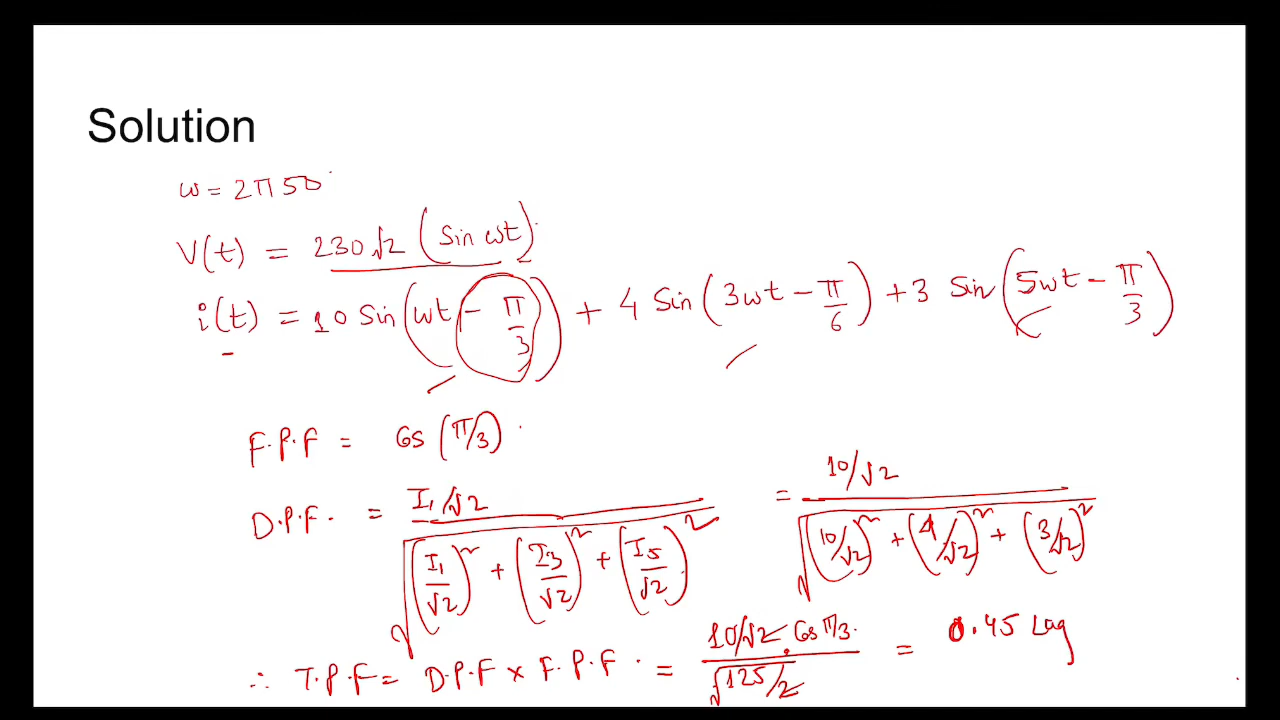 Solution
ω = 2π50
V(t) = 230√2 (Sin ωt)
i(t) = 10 Sin(ωt - π/3) + 4 Sin(3ωt - π/6) + 3 Sin(5ωt - π/3)
F.P.F = Cos (π/3)
D.P.F. = I₁/√2 / √((I₁/√2)² + (I₃/√2)² + (I₅/√2)²) = 10/√2 / √((10/√2)² + (4/√2)² + (3/√2)²)
∴ T.P.F = D.P.F × F.P.F. = 10/√2 . Cos π/3 / √125/2 = 0.45 Lag